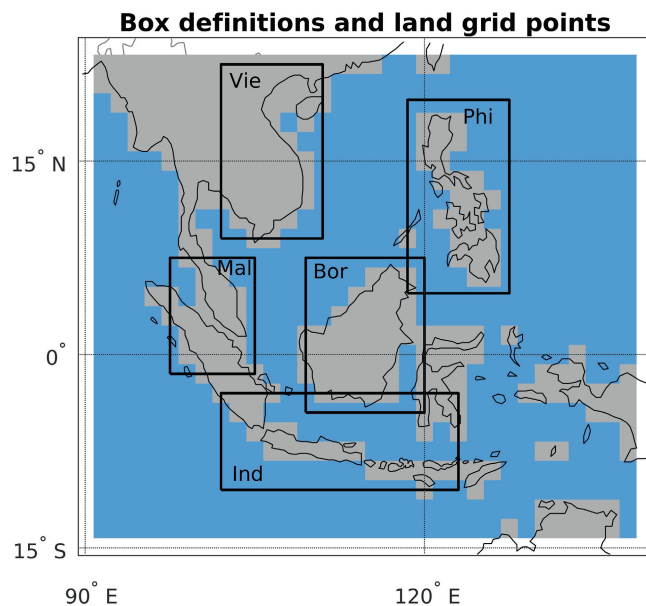 Box definitions and land grid points
Vie
Phi
15° N
Mal
Bor
0°
Ind
15° S
90° E
120° E